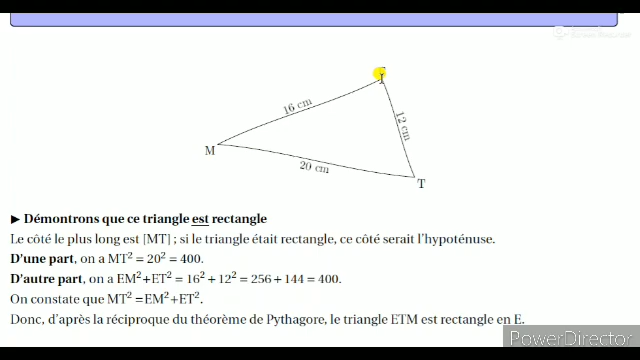 16 cm
12 cm
M
20 cm
T
▶ Démontrons que ce triangle est rectangle
Le côté le plus long est [MT] ; si le triangle était rectangle, ce côté serait l'hypoténuse.
D'une part, on a MT² = 20² = 400.
D'autre part, on a EM²+ET² = 16² + 12² = 256 + 144 = 400.
On constate que MT² =EM²+ET².
Donc, d'après la réciproque du théorème de Pythagore, le triangle ETM est rectangle en E.
PowerDirector